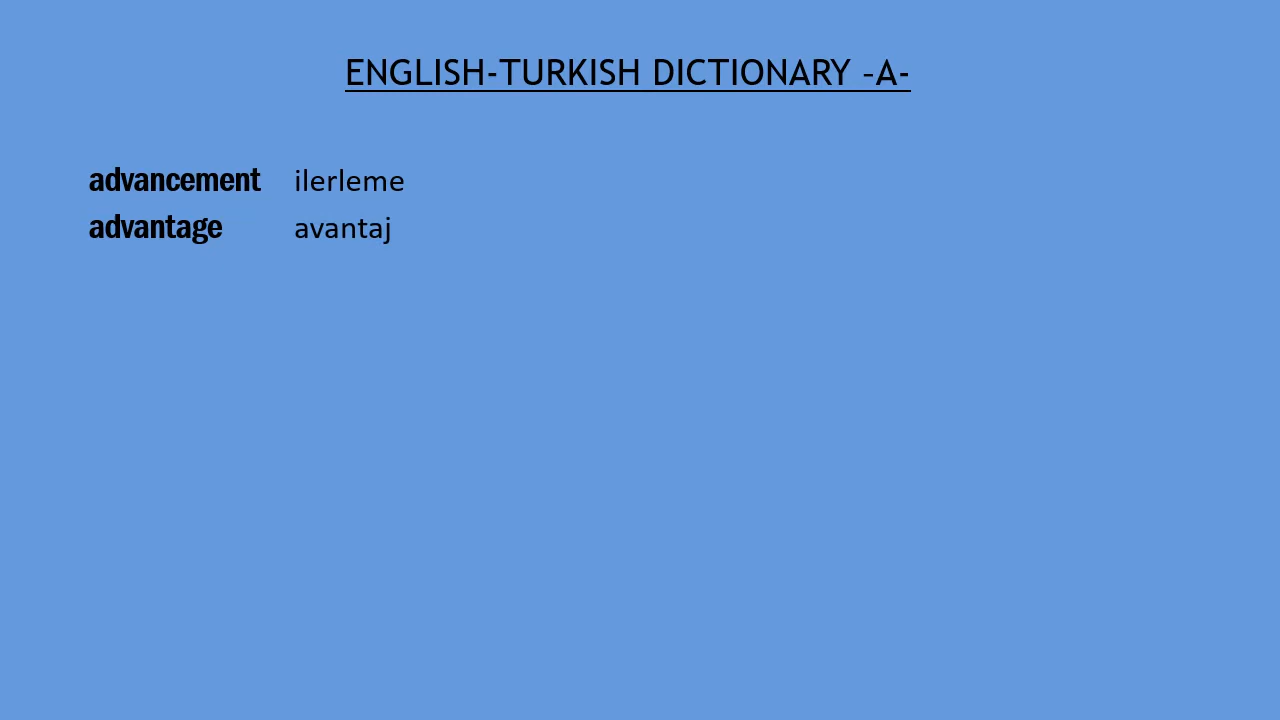 ENGLISH-TURKISH DICTIONARY –A-
advancement ilerleme
advantage avantaj